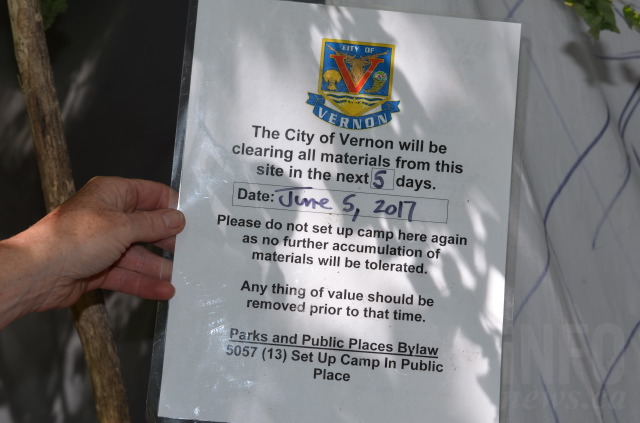 CITY OF
V
VERNON
The City of Vernon will be
clearing all materials from this
site in the next 5 days.
Date: June 5, 2017
Please do not set up camp here again
as no further accumulation of
materials will be tolerated.
Any thing of value should be
removed prior to that time.
Parks and Public Places Bylaw
5057 (13) Set Up Camp In Public
Place
INFO
news.ca